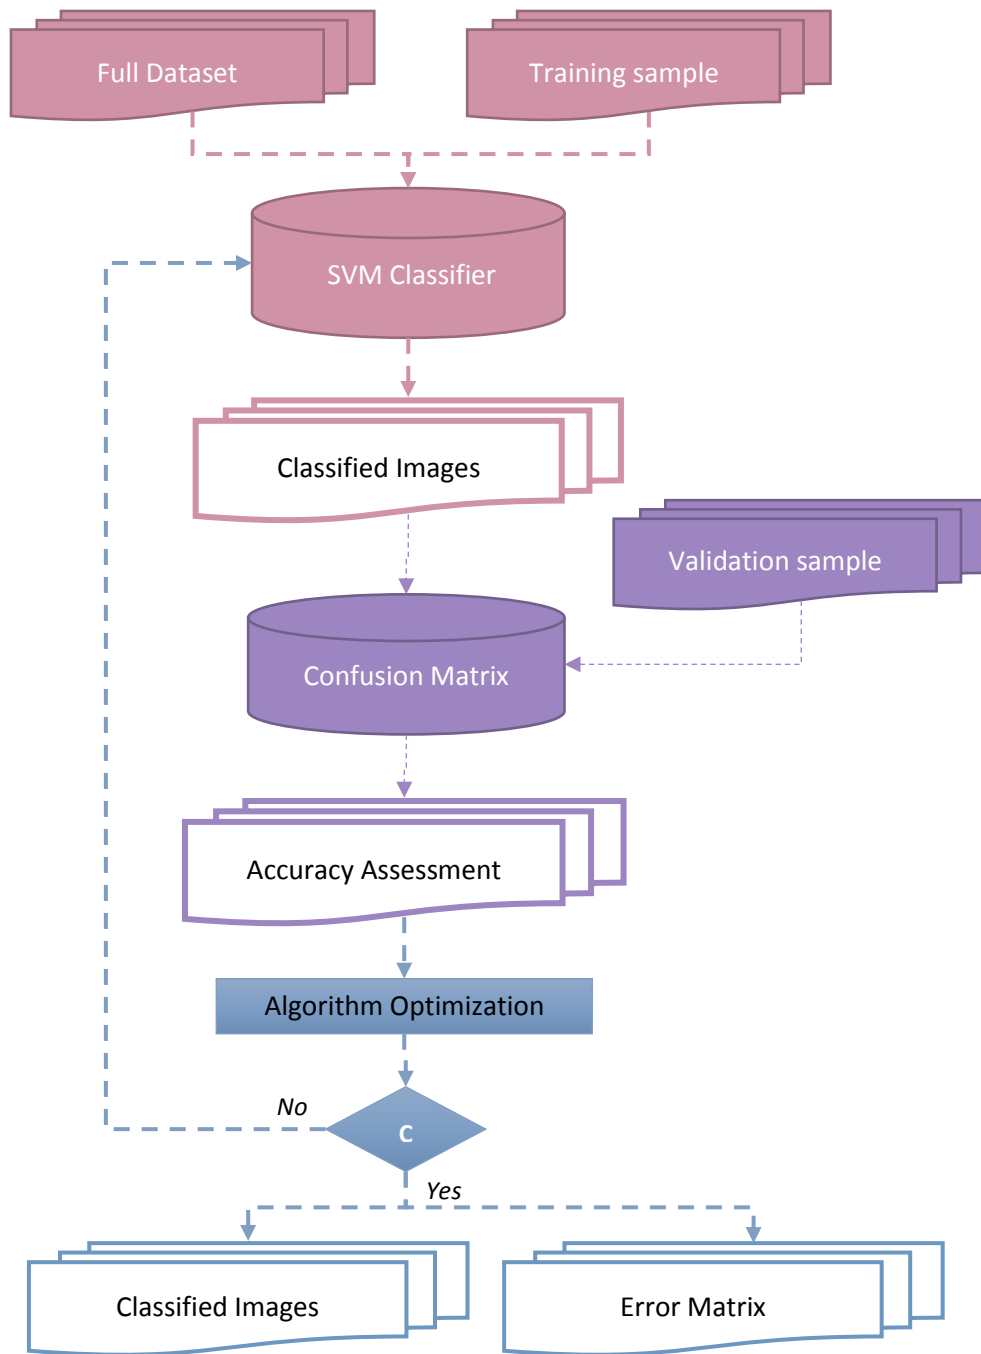 Full Dataset
Training sample
SVM Classifier
Classified Images
Validation sample
Confusion Matrix
Accuracy Assessment
Algorithm Optimization
No
C
Yes
Classified Images
Error Matrix